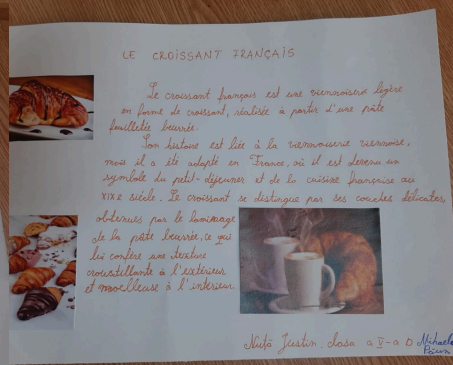 LE CROISSANT FRANÇAIS
Le croissant français est une viennoiserie légère
en forme de croissant, réalisée à partir d'une pâte
feuilletée beurrée.
Son histoire est liée à la viennoiserie viennoise,
mais il a été adapté en France, où il est devenu un
symbole du petit-déjeuner et de la cuisine française au
XIXe siècle. Le croissant se distingue par ses couches délicates
obtenues par le laminage
de la pâte beurrée, ce qui
lui confère une texture
croustillante à l'extérieur
et moelleuse à l'intérieur
Nuță Justin, clasa a V-a D
Mihaela